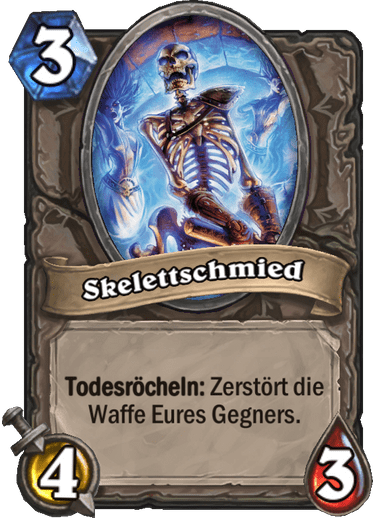 3
Skelettschmied
Todesröcheln: Zerstört die
Waffe Eures Gegners.
4
3